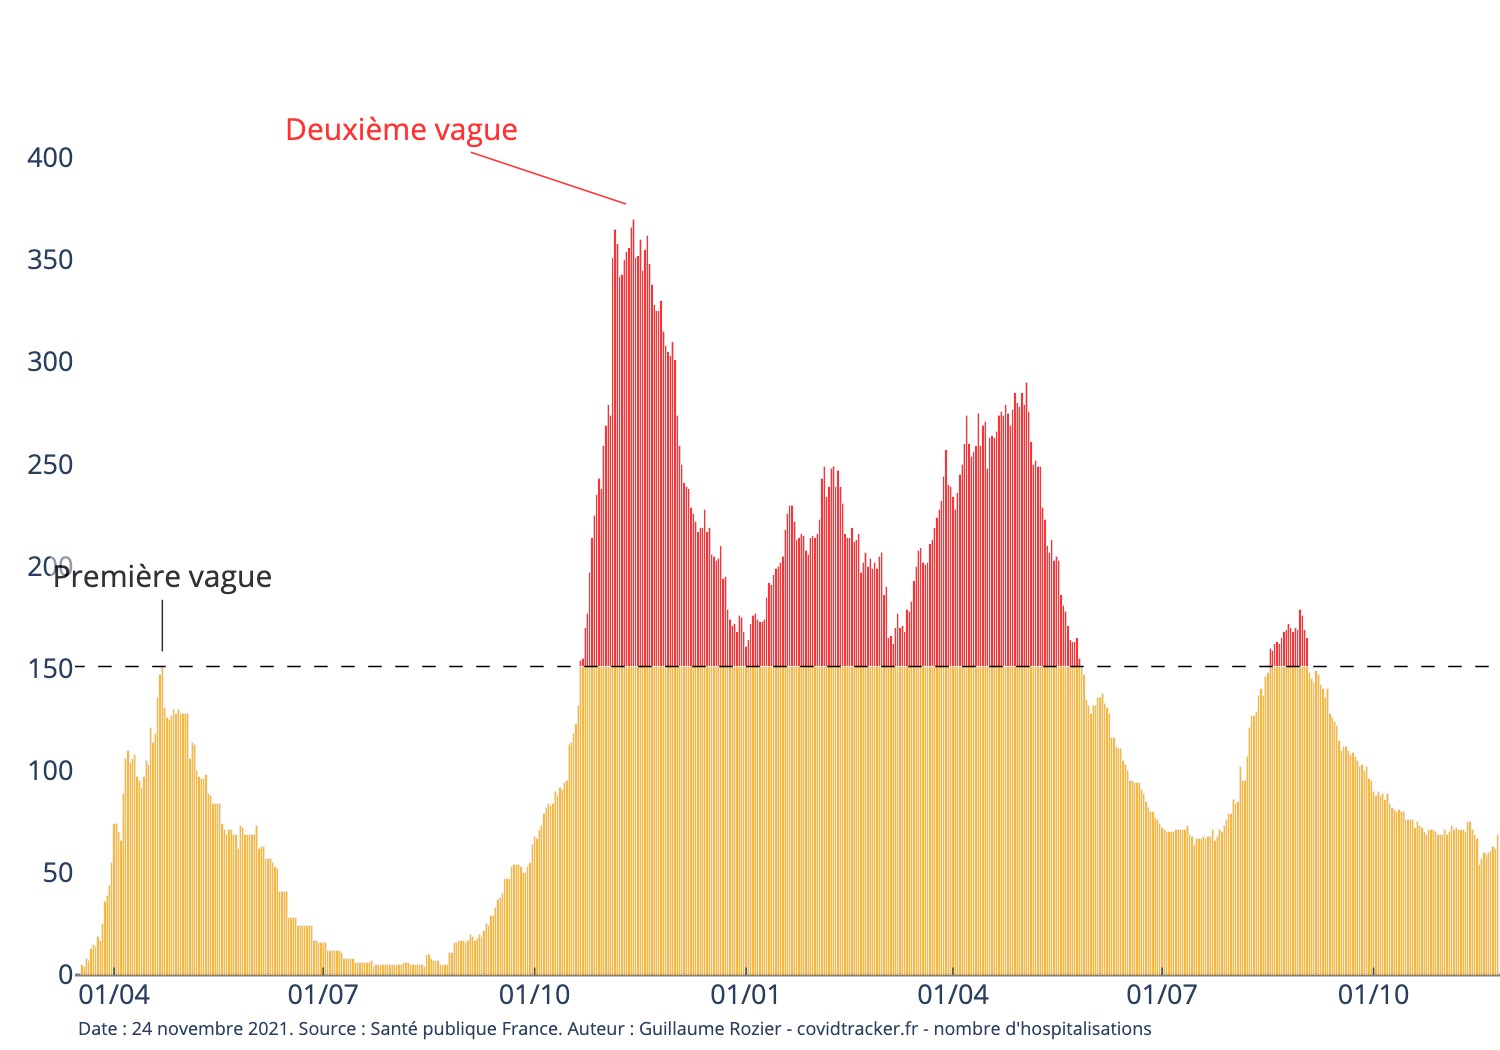 Deuxième vague
400
350
300
250
200
Première vague
150
100
50
0
01/04 01/07 01/10 01/01 01/04 01/07 01/10
Date : 24 novembre 2021. Source : Santé publique France. Auteur : Guillaume Rozier - covidtracker.fr - nombre d'hospitalisations